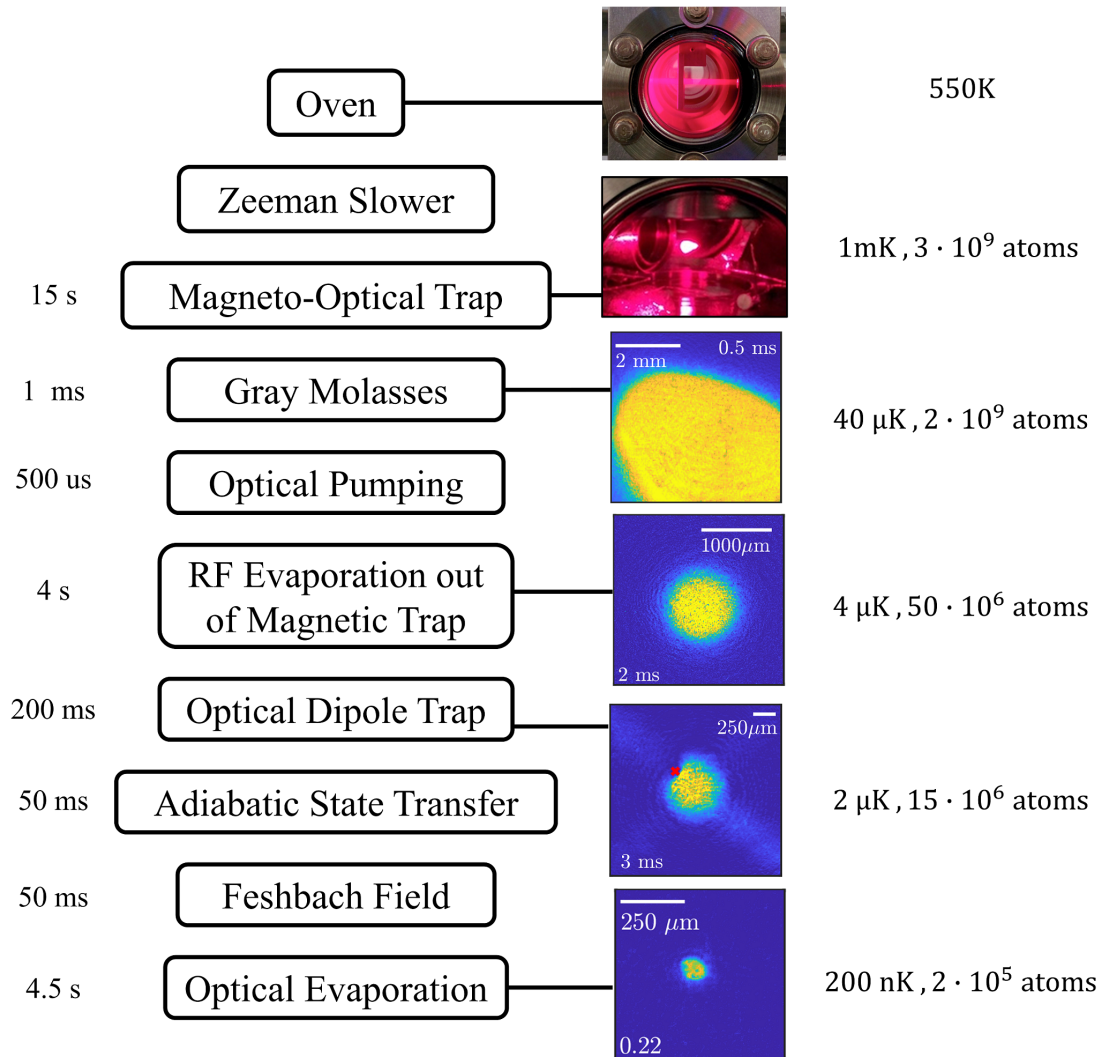 Oven
550K
Zeeman Slower
1mK , 3 · 10⁹ atoms
15 s
Magneto-Optical Trap
1 ms
Gray Molasses
2 mm
0.5 ms
40 μK , 2 · 10⁹ atoms
500 us
Optical Pumping
4 s
RF Evaporation out
of Magnetic Trap
1000μm
2 ms
4 μK , 50 · 10⁶ atoms
200 ms
Optical Dipole Trap
250μm
3 ms
50 ms
Adiabatic State Transfer
2 μK , 15 · 10⁶ atoms
50 ms
Feshbach Field
4.5 s
Optical Evaporation
250 μm
0.22
200 nK , 2 · 10⁵ atoms